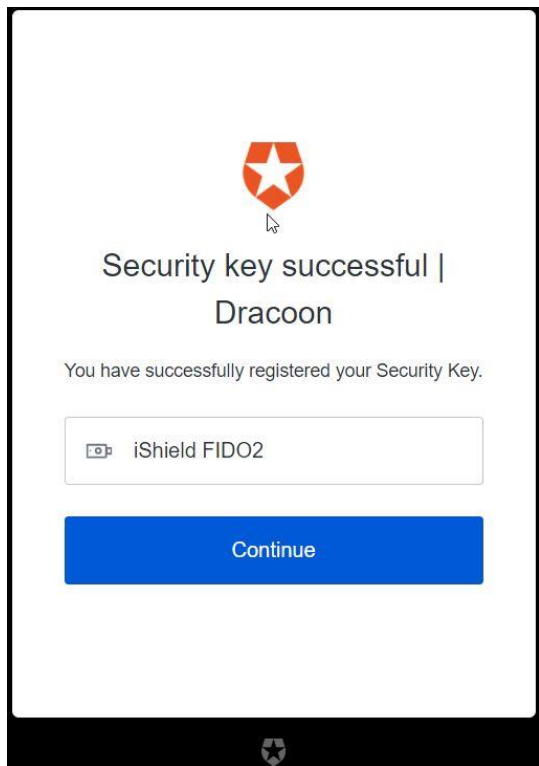 Security key successful |
Dracoon
You have successfully registered your Security Key.
iShield FIDO2
Continue